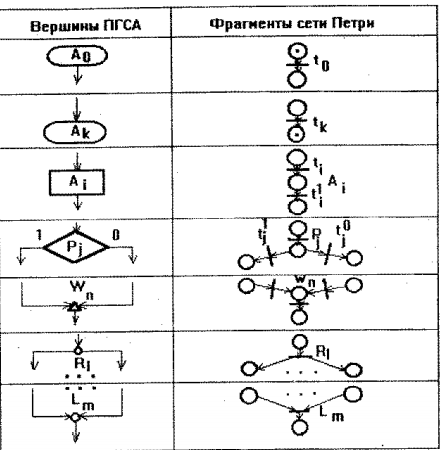 Вершины ПГСА Фрагменты сети Петри
A0 t0
Ak tk
ti
Ai Ai
ti1
1 Pj 0 tj1 Pj tj0
Wn wn
Rl Rl
. . . . . .
Lm Lm